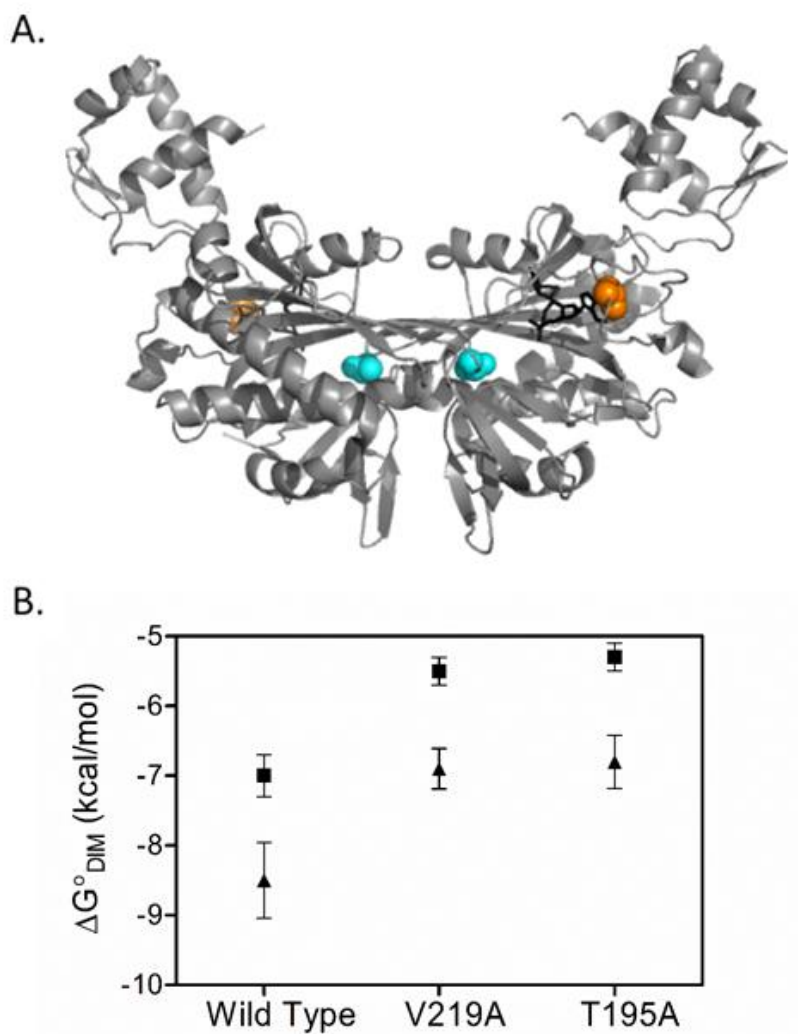 A.
B.
-5
-6
-7
-8
-9
-10
ΔG°DIM (kcal/mol)
Wild Type V219A T195A